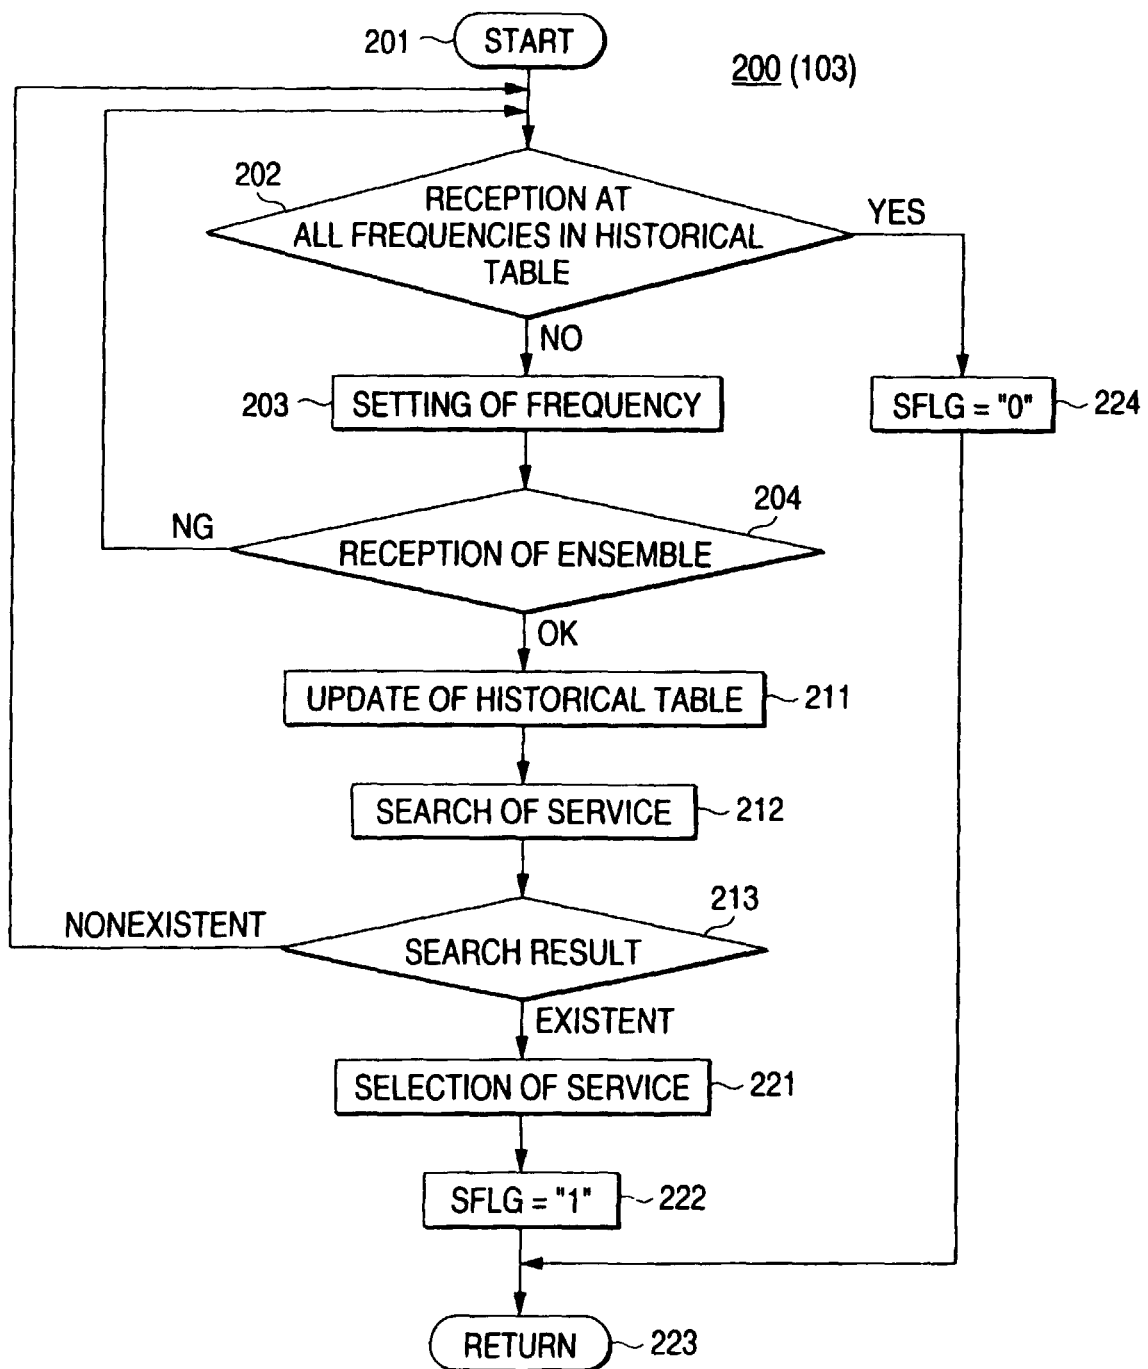 201
START
200 (103)
202
RECEPTION AT
ALL FREQUENCIES IN HISTORICAL
TABLE
YES
NO
203
SETTING OF FREQUENCY
SFLG = "0"
224
204
NG
RECEPTION OF ENSEMBLE
OK
UPDATE OF HISTORICAL TABLE
211
SEARCH OF SERVICE
212
213
NONEXISTENT
SEARCH RESULT
EXISTENT
SELECTION OF SERVICE
221
SFLG = "1"
222
RETURN
223